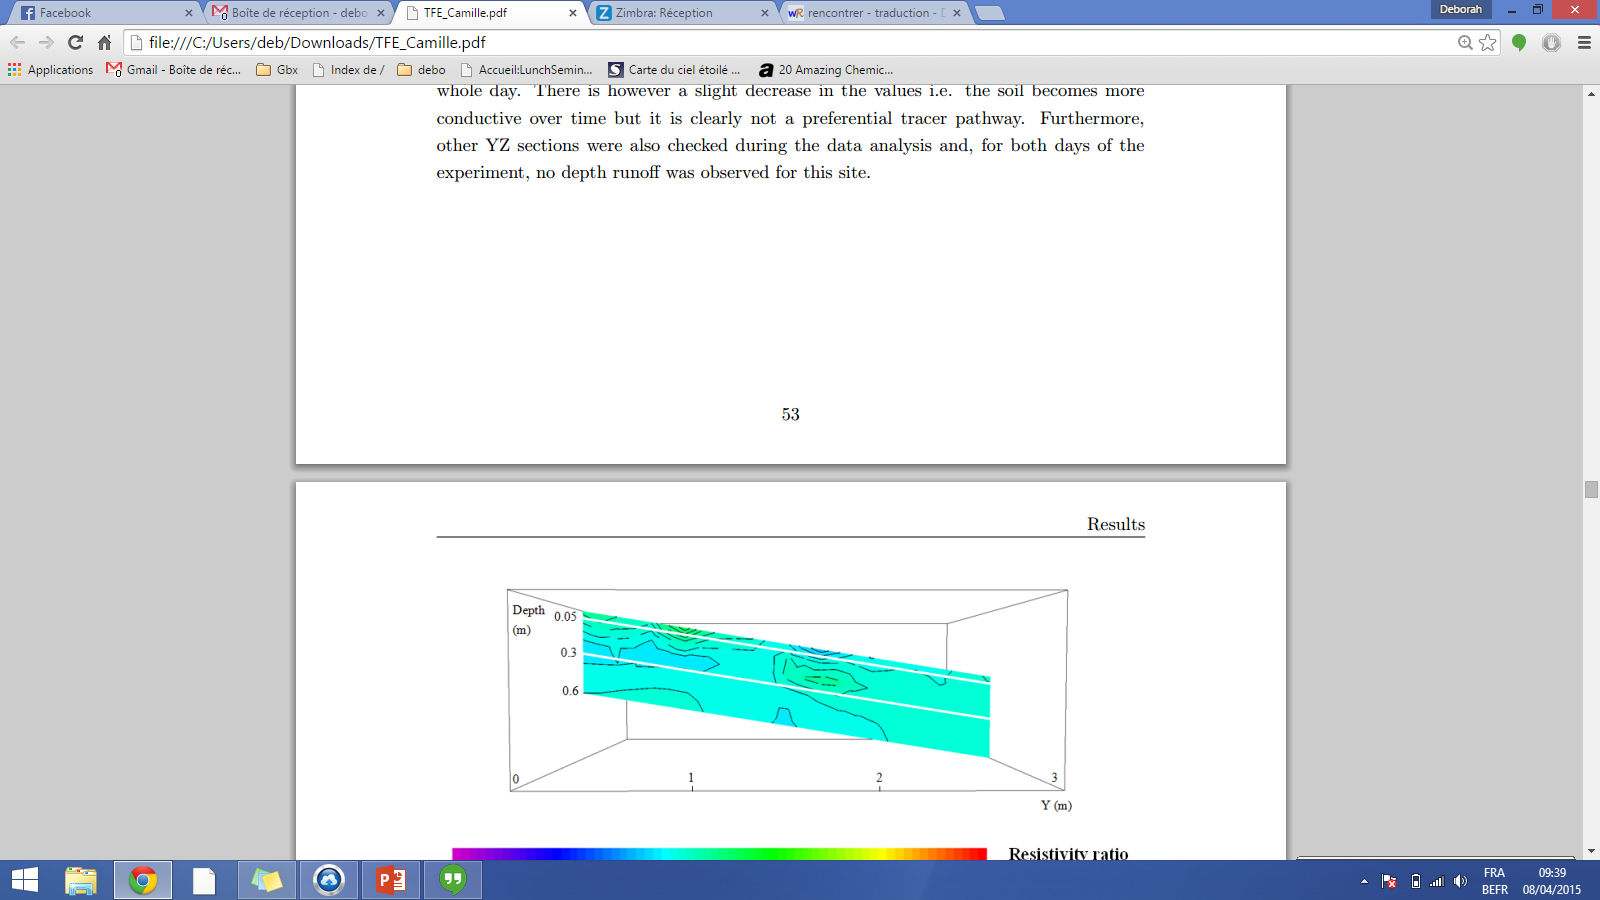 Deborah
Facebook
Boîte de réception - debo
TFE_Camille.pdf
Zimbra: Réception
rencontrer - traduction -
file:///C:/Users/deb/Downloads/TFE_Camille.pdf
Applications
Gmail - Boîte de réc...
Gbx
Index de /
debo
Accueil:LunchSemin...
Carte du ciel étoilé ...
20 Amazing Chemic...
whole day. There is however a slight decrease in the values i.e. the soil becomes more
conductive over time but it is clearly not a preferential tracer pathway. Furthermore,
other YZ sections were also checked during the data analysis and, for both days of the
experiment, no depth runoff was observed for this site.
53
Results
Depth
(m)
0.05
0.3
0.6
0
1
2
3
Y (m)
Resistivity ratio
FRA
BEFR
09:39
08/04/2015